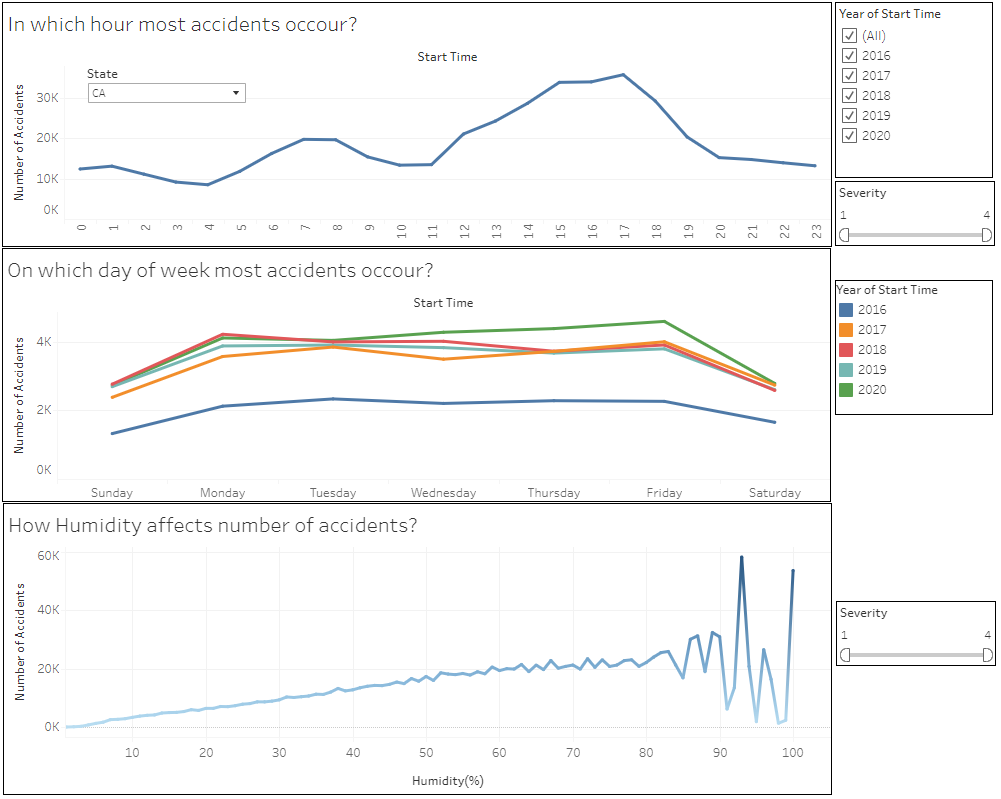 In which hour most accidents occour?
Start Time
State
CA
Number of Accidents
30K
20K
10K
0K
0 1 2 3 4 5 6 7 8 9 10 11 12 13 14 15 16 17 18 19 20 21 22 23
Year of Start Time
(All)
2016
2017
2018
2019
2020
Severity
1 4
On which day of week most accidents occour?
Start Time
Number of Accidents
4K
2K
0K
Sunday Monday Tuesday Wednesday Thursday Friday Saturday
Year of Start Time
2016
2017
2018
2019
2020
How Humidity affects number of accidents?
Number of Accidents
60K
40K
20K
0K
10 20 30 40 50 60 70 80 90 100
Humidity(%)
Severity
1 4